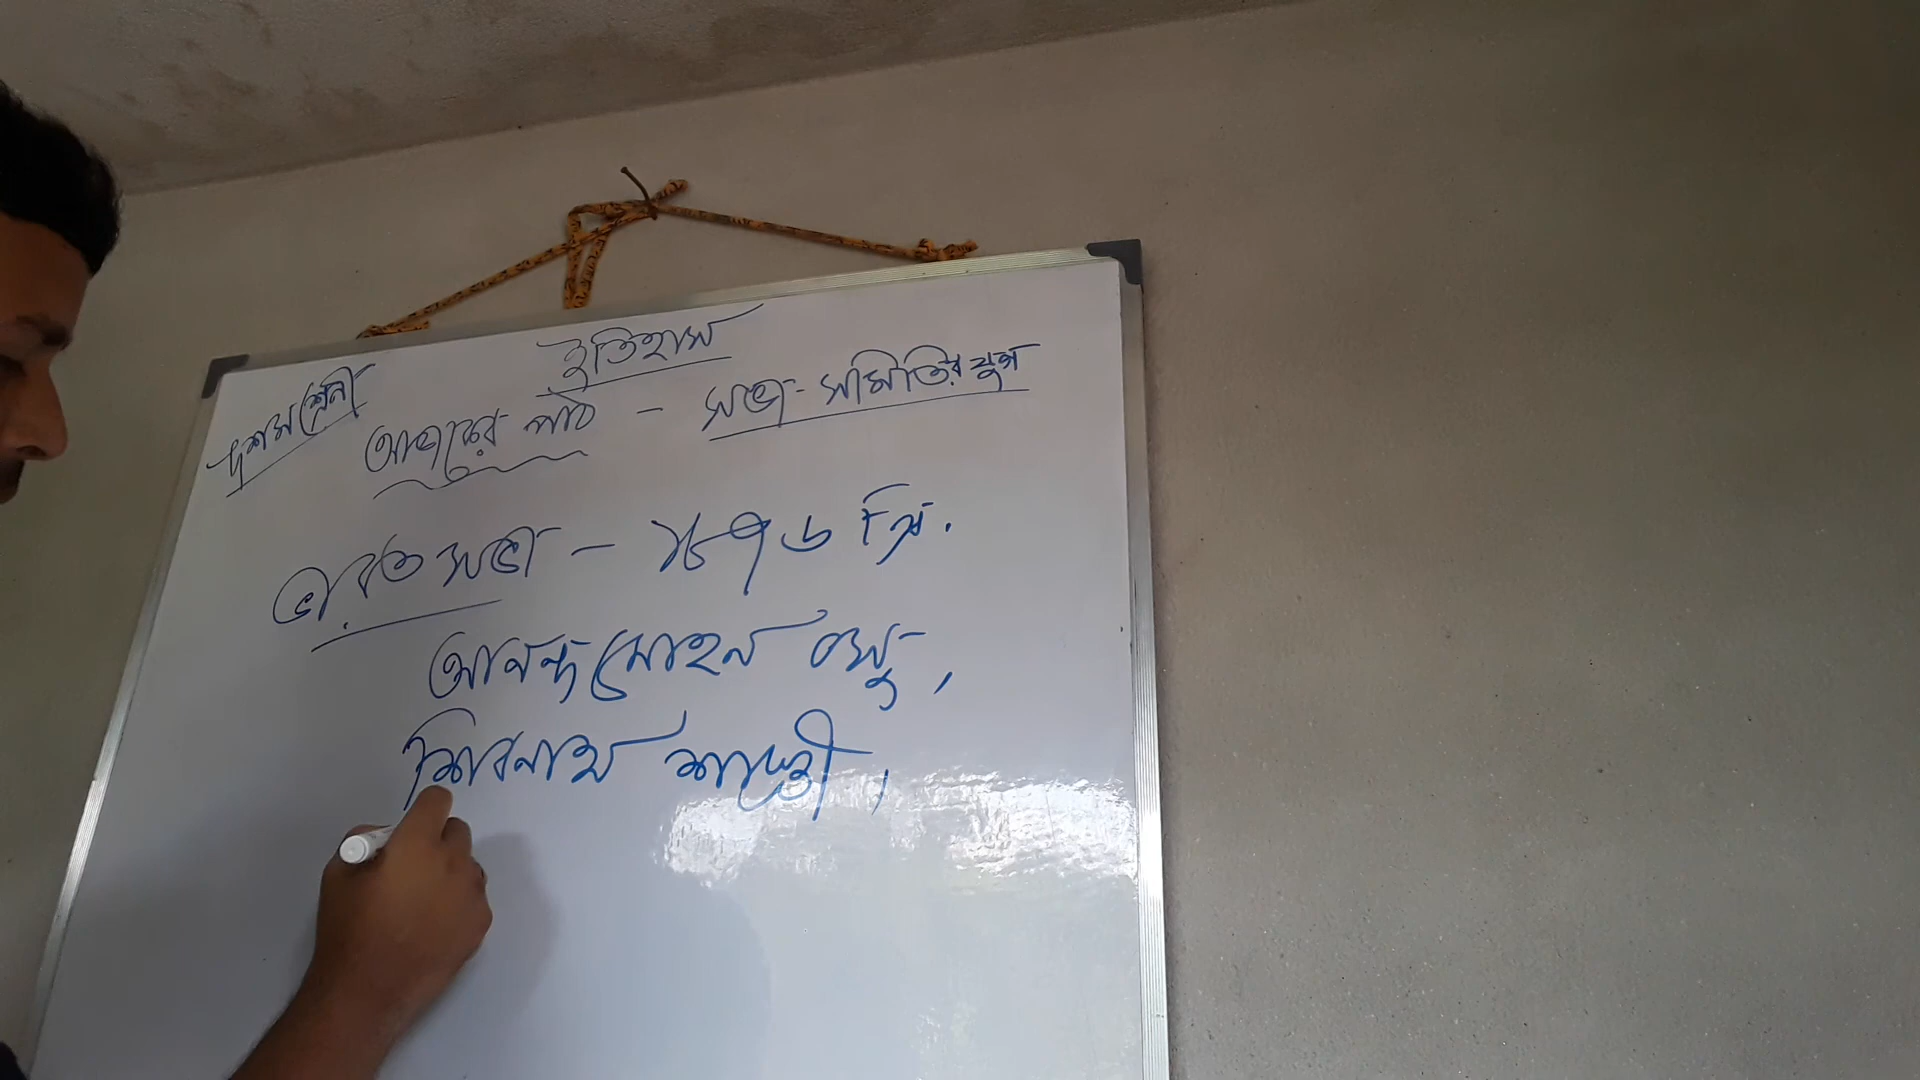 ইতিহাস
দশম শ্রেনী
আজকের পাঠ - সভা-সমিতির যুগ
ভারত সভা - ১৮৭৬ খ্রি.
আনন্দমোহন বসু,
শিবনাথ শাস্ত্রী,